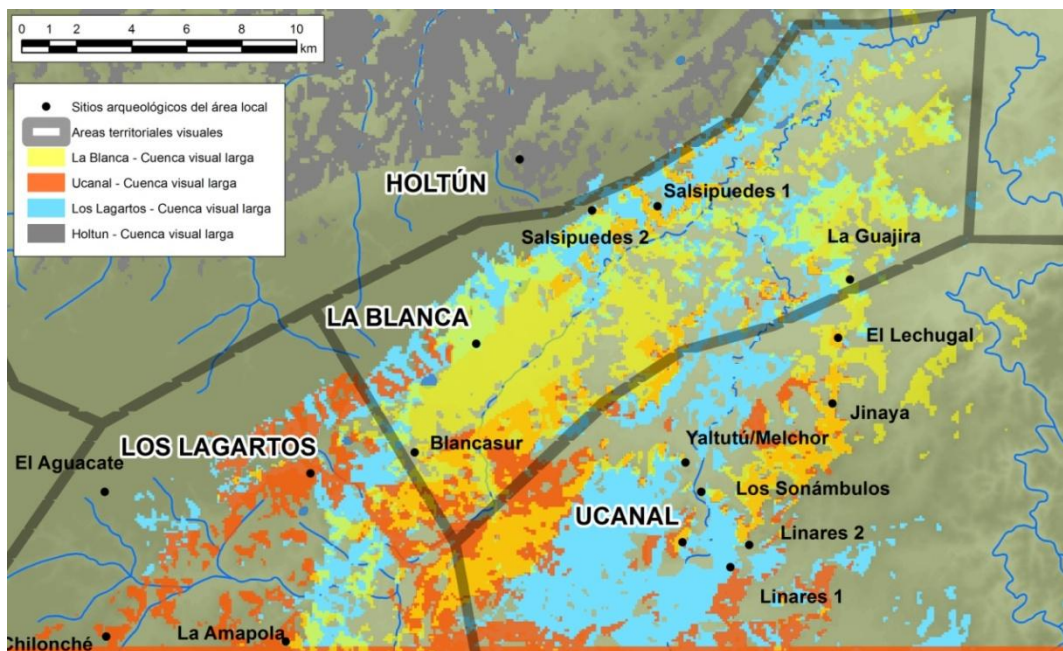 0 1 2 4 6 8 10
km
Sitios arqueológicos del área local
Areas territoriales visuales
La Blanca - Cuenca visual larga
Ucanal - Cuenca visual larga
Los Lagartos - Cuenca visual larga
Holtun - Cuenca visual larga
HOLTÚN
Salsipuedes 1
Salsipuedes 2
La Guajira
LA BLANCA
El Lechugal
Jinaya
LOS LAGARTOS
Blancasur
Yaltutú/Melchor
El Aguacate
Los Sonámbulos
UCANAL
Linares 2
Linares 1
La Amapola
Chilonché